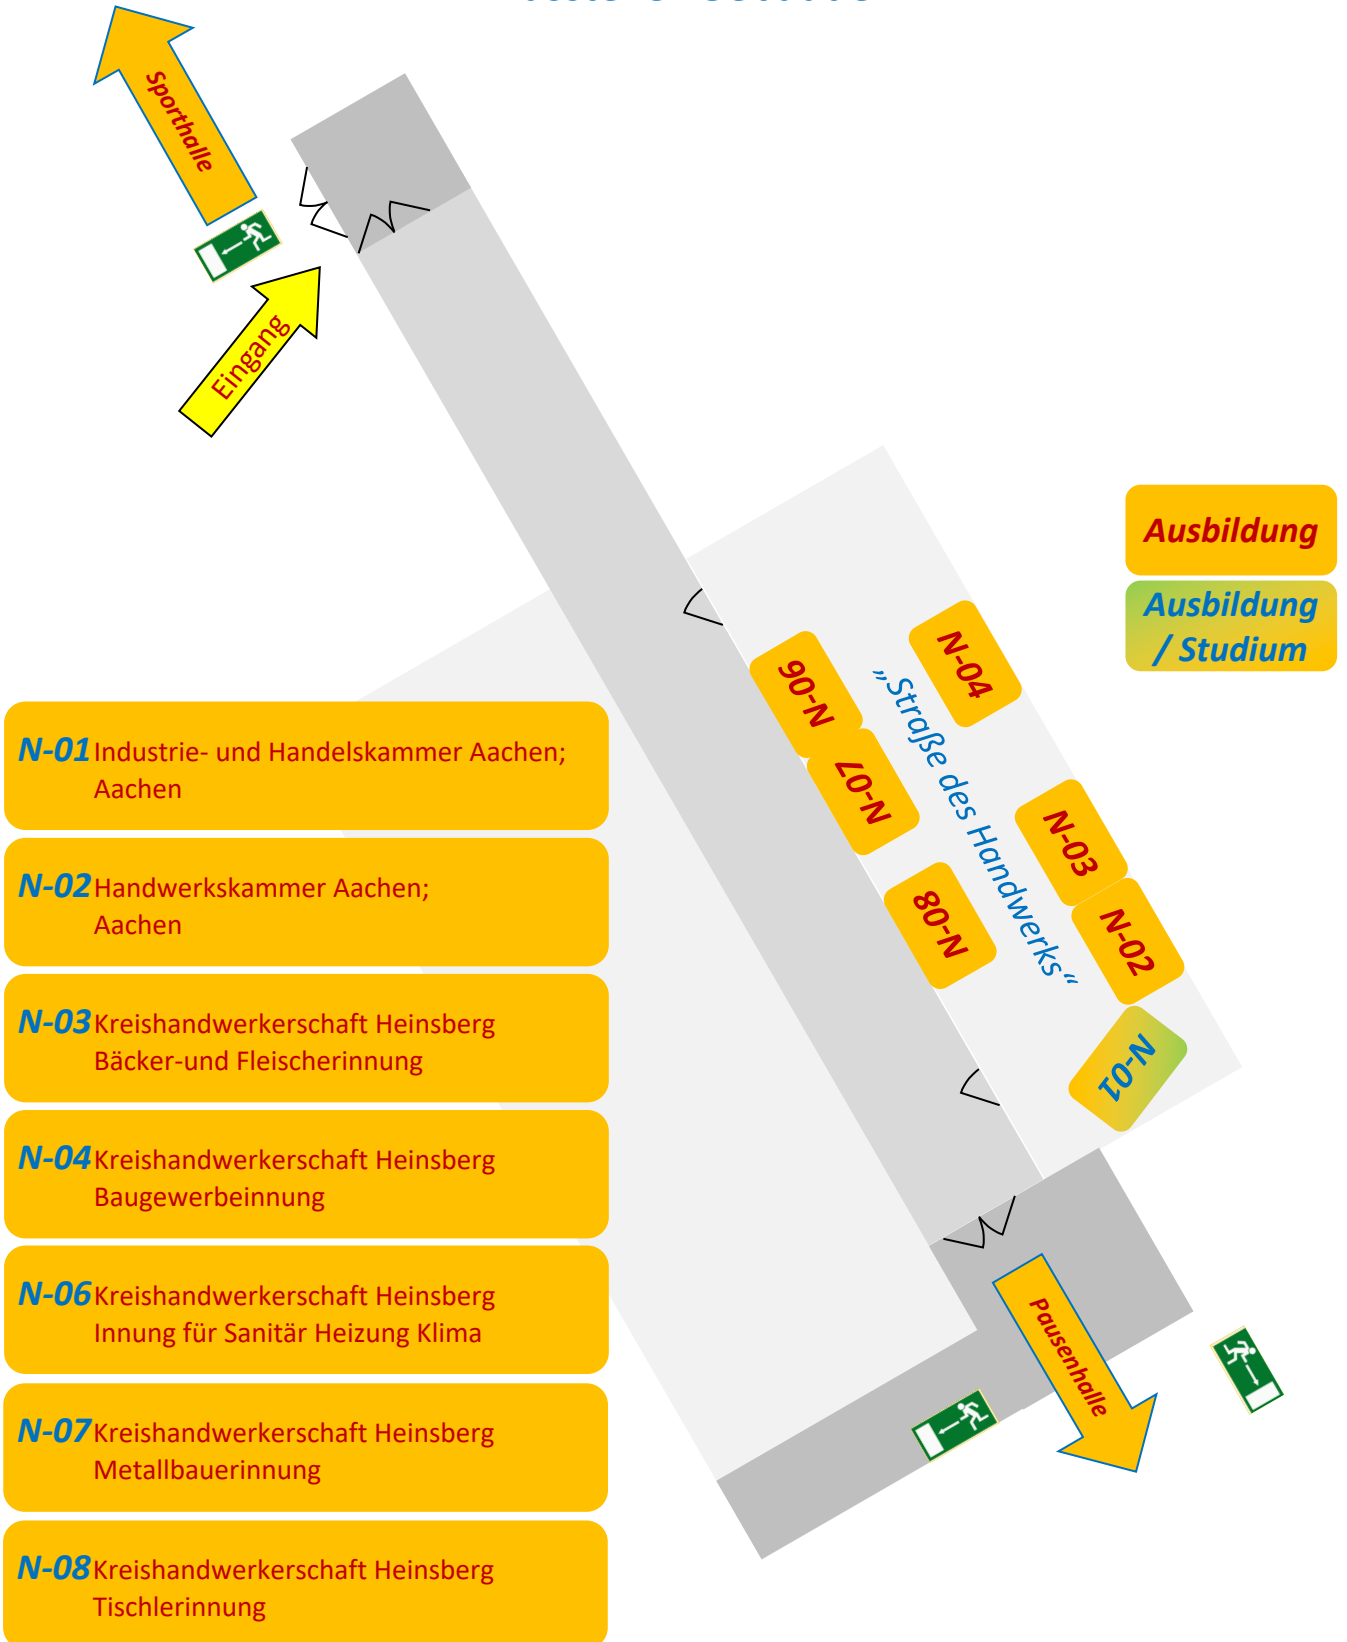 Sporthalle
Eingang
Ausbildung
Ausbildung
/ Studium
N-04
N-06
„Straße des Handwerks“
N-07
N-03
N-08
N-02
N-01
N-01 Industrie- und Handelskammer Aachen;
Aachen
N-02 Handwerkskammer Aachen;
Aachen
N-03 Kreishandwerkerschaft Heinsberg
Bäcker-und Fleischerinnung
N-04 Kreishandwerkerschaft Heinsberg
Baugewerbeinnung
N-06 Kreishandwerkerschaft Heinsberg
Innung für Sanitär Heizung Klima
N-07 Kreishandwerkerschaft Heinsberg
Metallbauerinnung
N-08 Kreishandwerkerschaft Heinsberg
Tischlerinnung
Pausenhalle